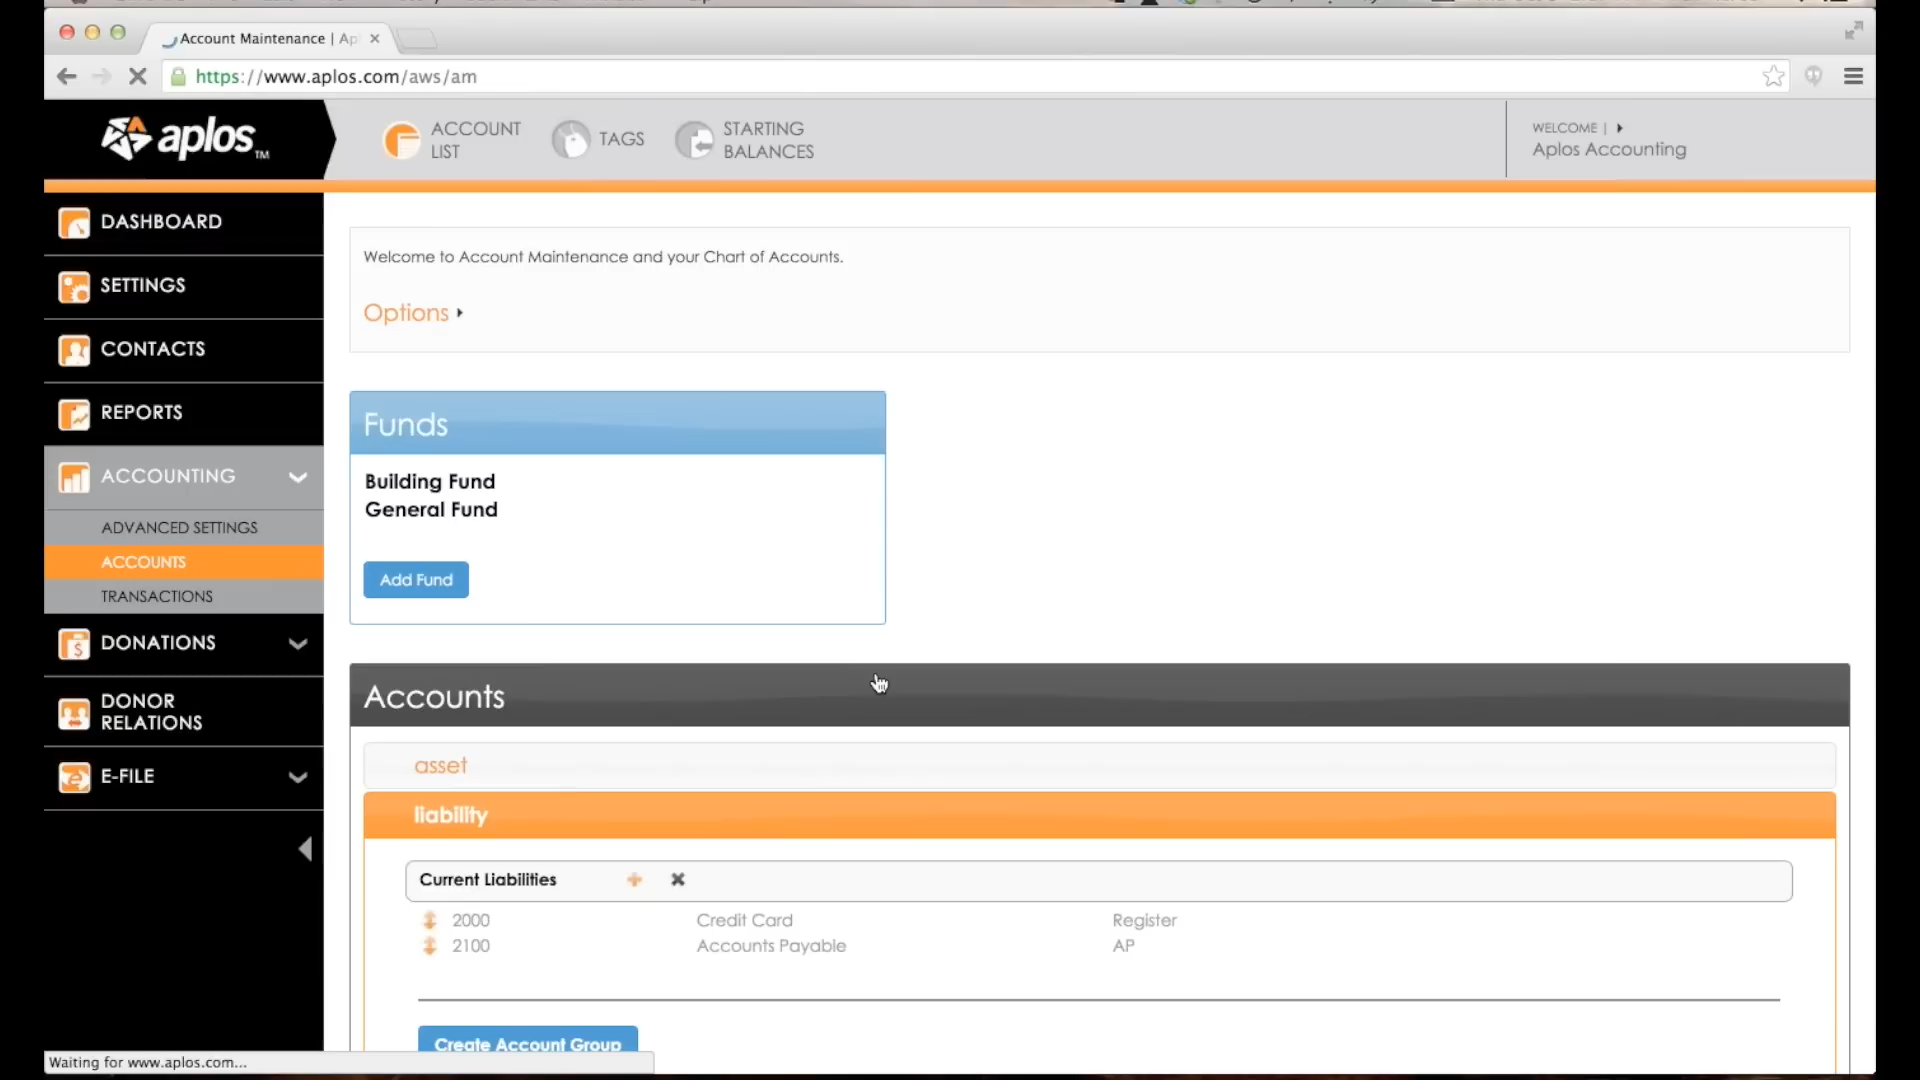 Account Maintenance | Ap
https://www.aplos.com/aws/am
aplos™
ACCOUNT
LIST
TAGS
STARTING
BALANCES
WELCOME |
Aplos Accounting
DASHBOARD
SETTINGS
CONTACTS
REPORTS
ACCOUNTING
ADVANCED SETTINGS
ACCOUNTS
TRANSACTIONS
DONATIONS
DONOR
RELATIONS
E-FILE
Welcome to Account Maintenance and your Chart of Accounts.
Options
Funds
Building Fund
General Fund
Add Fund
Accounts
asset
liability
Current Liabilities
2000 Credit Card Register
2100 Accounts Payable AP
Create Account Group
Waiting for www.aplos.com...